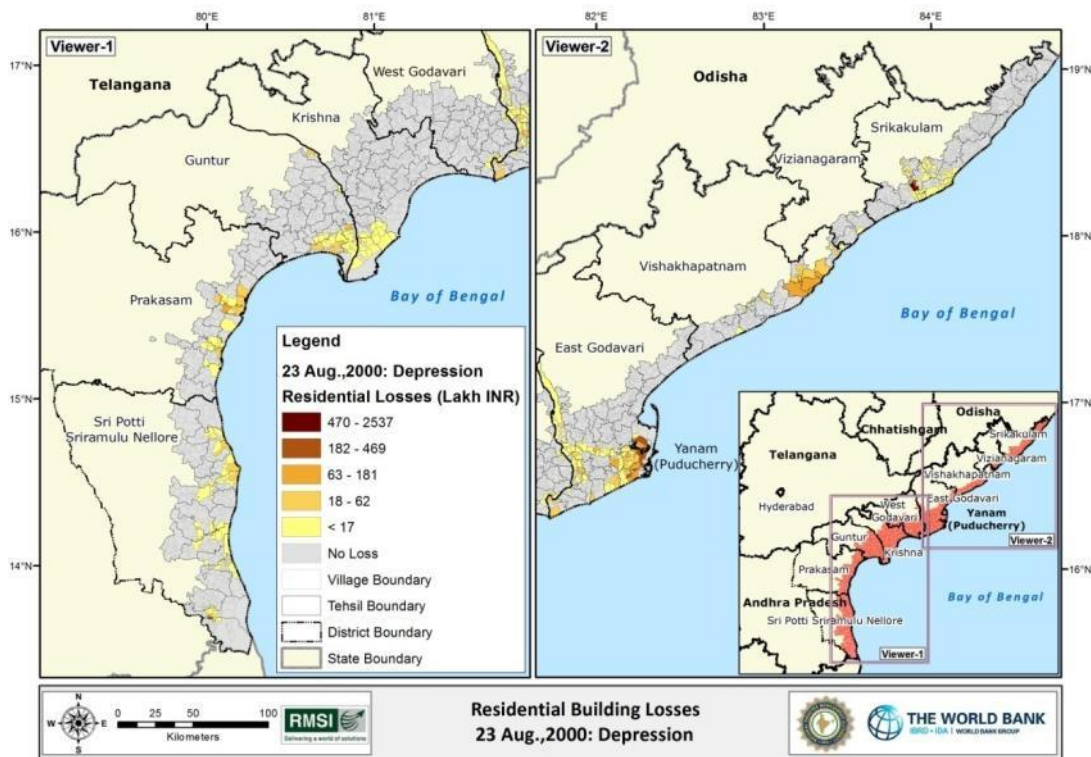 80°E
81°E
82°E
83°E
84°E
Viewer-1
17°N
16°N
15°N
14°N
Telangana
West Godavari
Krishna
Guntur
Prakasam
Bay of Bengal
Sri Potti
Sriramulu Nellore
Legend
23 Aug.,2000: Depression
Residential Losses (Lakh INR)
470 - 2537
182 - 469
63 - 181
18 - 62
< 17
No Loss
Village Boundary
Tehsil Boundary
District Boundary
State Boundary
Viewer-2
19°N
18°N
17°N
16°N
Odisha
Srikakulam
Vizianagaram
Vishakhapatnam
Bay of Bengal
East Godavari
Yanam
(Puducherry)
Odisha
Chhatishgarh
Srikakulam
Telangana
Vizianagaram
Vishakhapatnam
Hyderabad
East Godavari
West
Godavari
Yanam
(Puducherry)
Guntur
Viewer-2
Krishna
Prakasam
Andhra Pradesh
Bay of Bengal
Sri Potti Sriramulu Nellore
Viewer-1
N
W
E
S
0 25 50 100
Kilometers
RMSI
Delivering a world of solutions
Residential Building Losses
23 Aug.,2000: Depression
THE WORLD BANK
IBRD • IDA | WORLD BANK GROUP